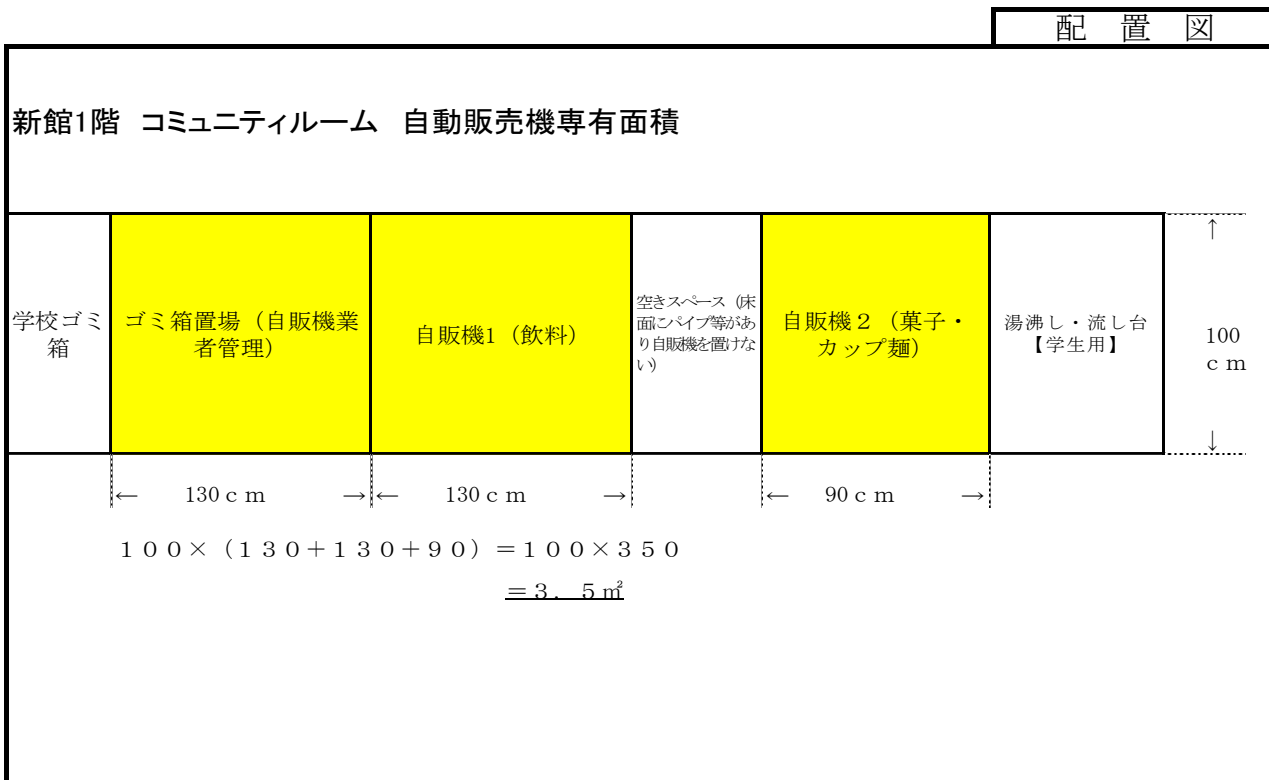 配 置 図
新館1階 コミュニティルーム 自動販売機専有面積
学校ゴミ
箱
ゴミ箱置場(自販機業
者管理)
自販機1(飲料)
空きスペース(床
面にパイプ等があ
り自販機を置けな
い)
自販機２(菓子・
カップ麺)
湯沸し・流し台
【学生用】
↑
100
ｃｍ
↓
← 130ｃｍ →
← 130ｃｍ →
← 90ｃｍ →
１００×(１３０＋１３０＋９０)＝１００×３５０
＝３．５㎡